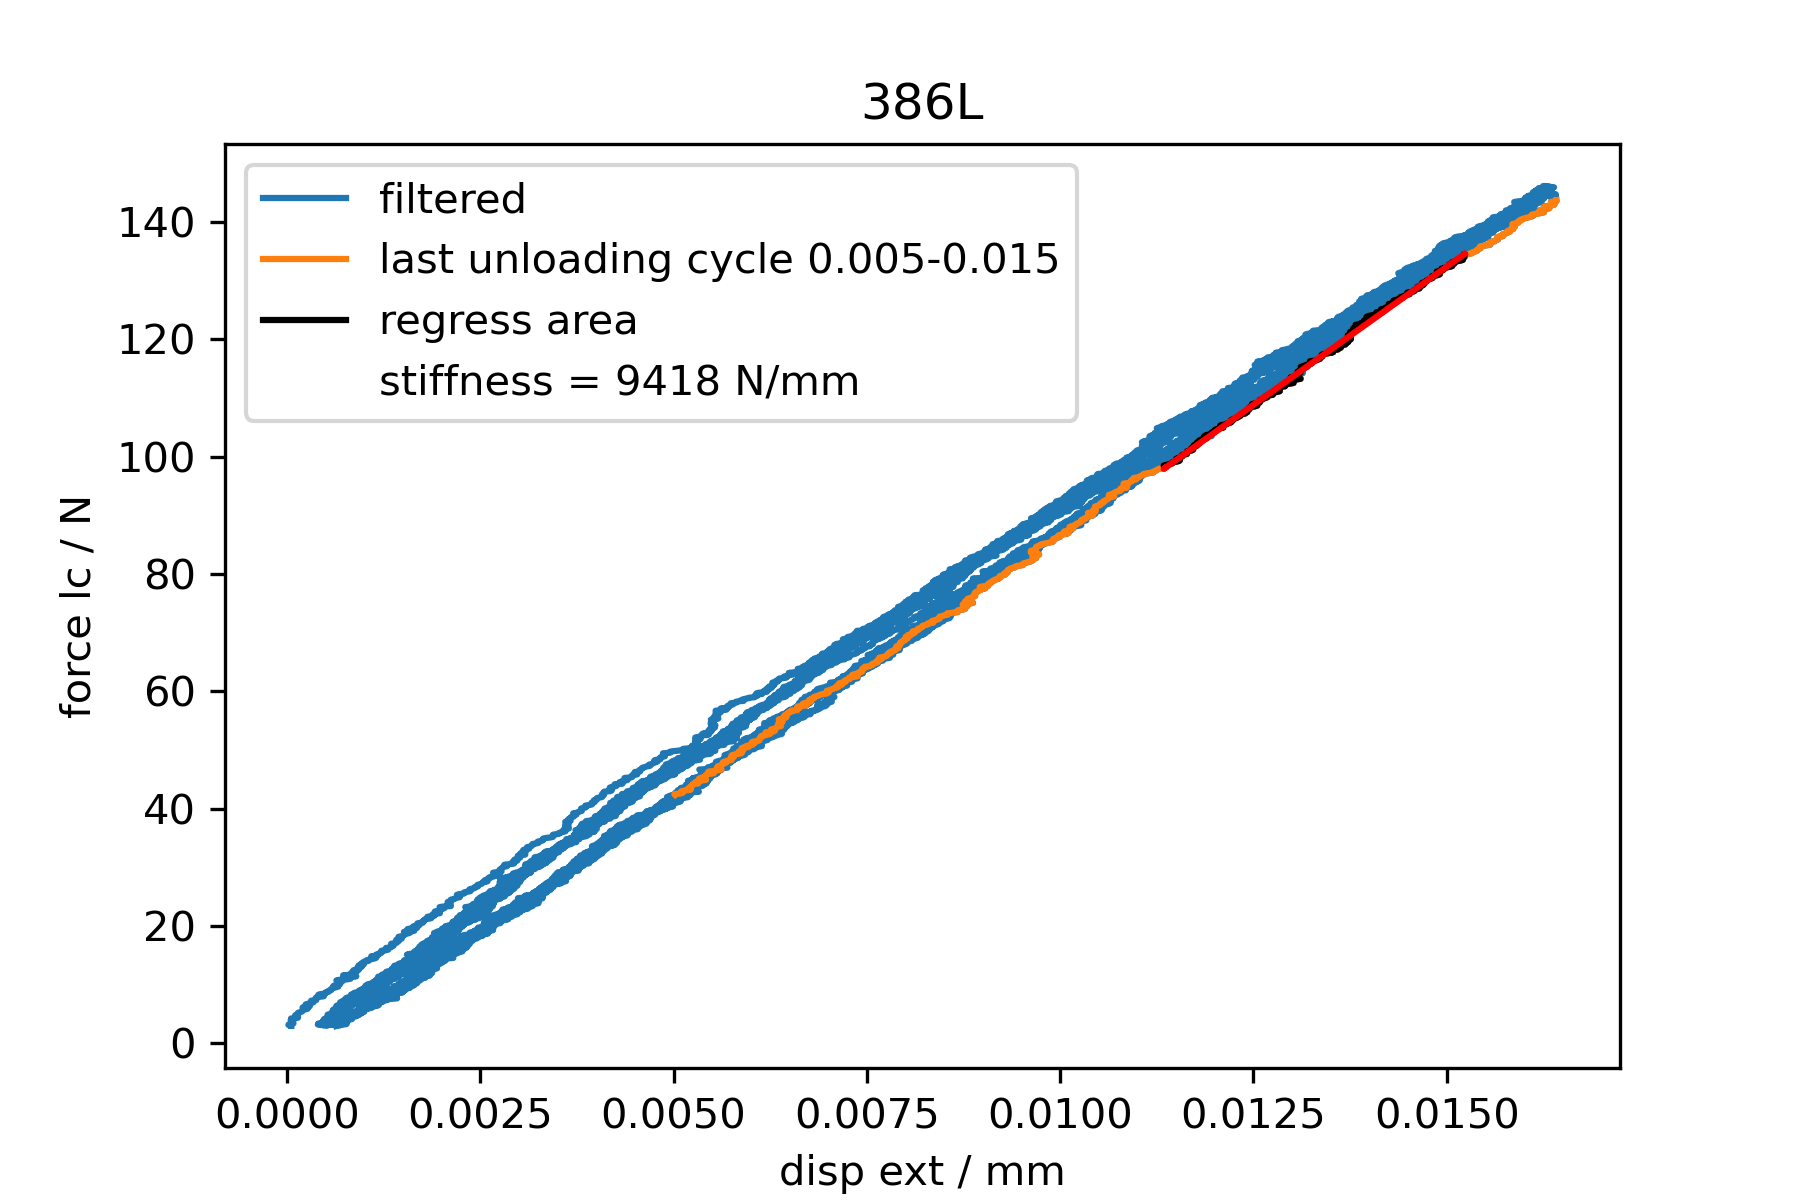 386L
filtered
last unloading cycle 0.005-0.015
regress area
stiffness = 9418 N/mm
force lc / N
140
120
100
80
60
40
20
0
0.0000 0.0025 0.0050 0.0075 0.0100 0.0125 0.0150
disp ext / mm